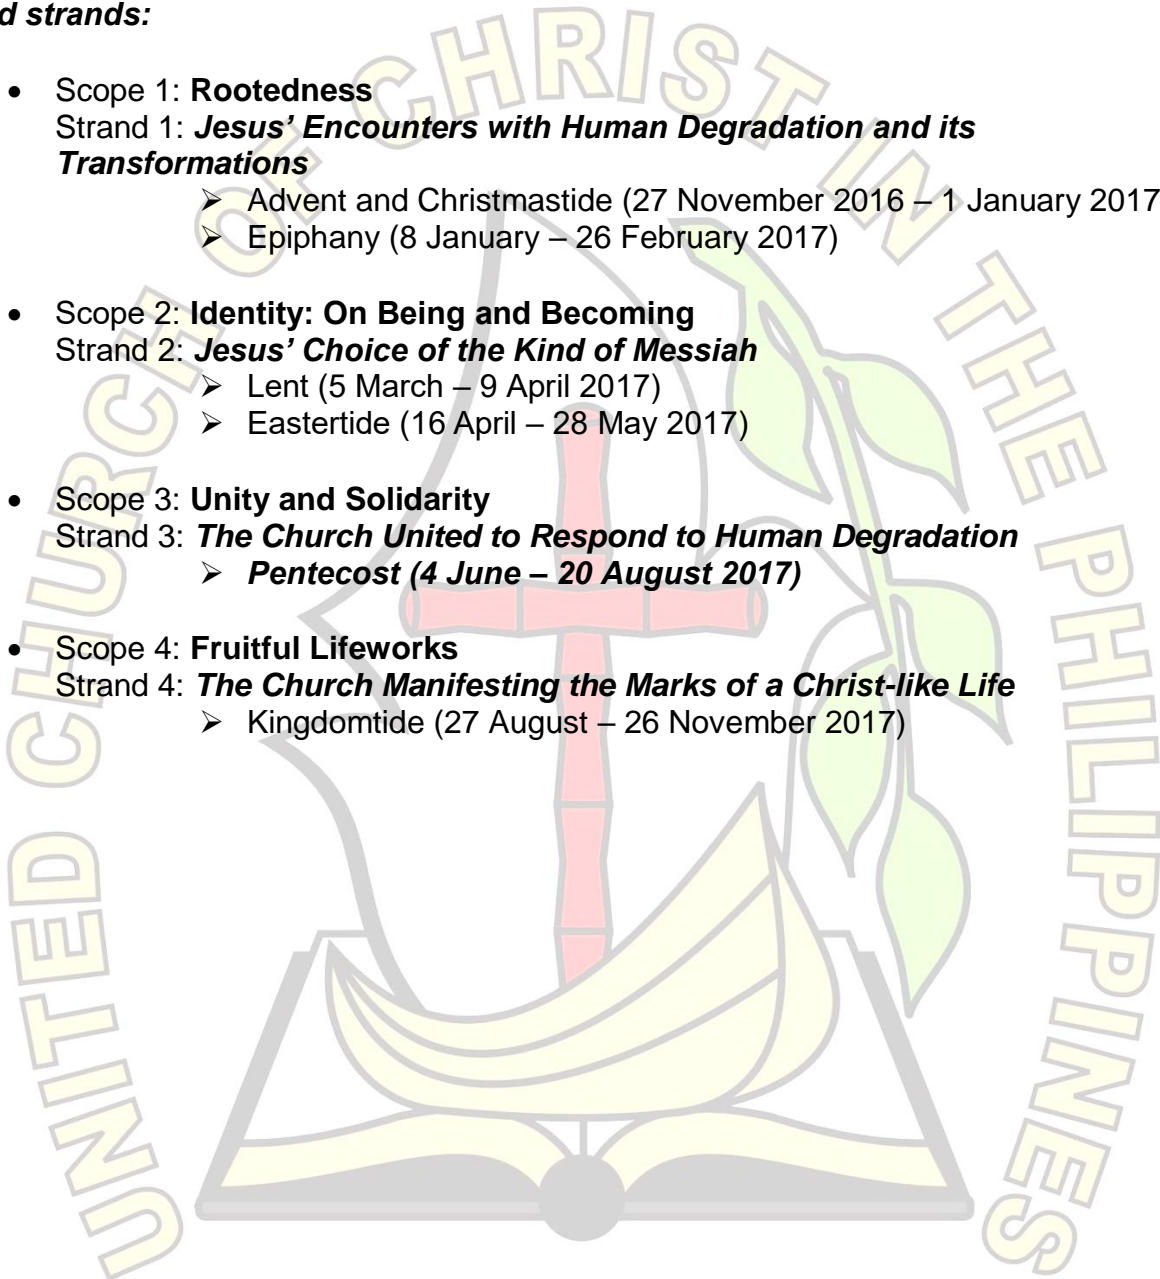 d strands:
• Scope 1: Rootedness
Strand 1: Jesus’ Encounters with Human Degradation and its
Transformations
➢ Advent and Christmastide (27 November 2016 – 1 January 2017
➢ Epiphany (8 January – 26 February 2017)
• Scope 2: Identity: On Being and Becoming
Strand 2: Jesus’ Choice of the Kind of Messiah
➢ Lent (5 March – 9 April 2017)
➢ Eastertide (16 April – 28 May 2017)
• Scope 3: Unity and Solidarity
Strand 3: The Church United to Respond to Human Degradation
➢ Pentecost (4 June – 20 August 2017)
• Scope 4: Fruitful Lifeworks
Strand 4: The Church Manifesting the Marks of a Christ-like Life
➢ Kingdomtide (27 August – 26 November 2017)
UNITED CHURCH OF CHRIST IN THE PHILIPPINES